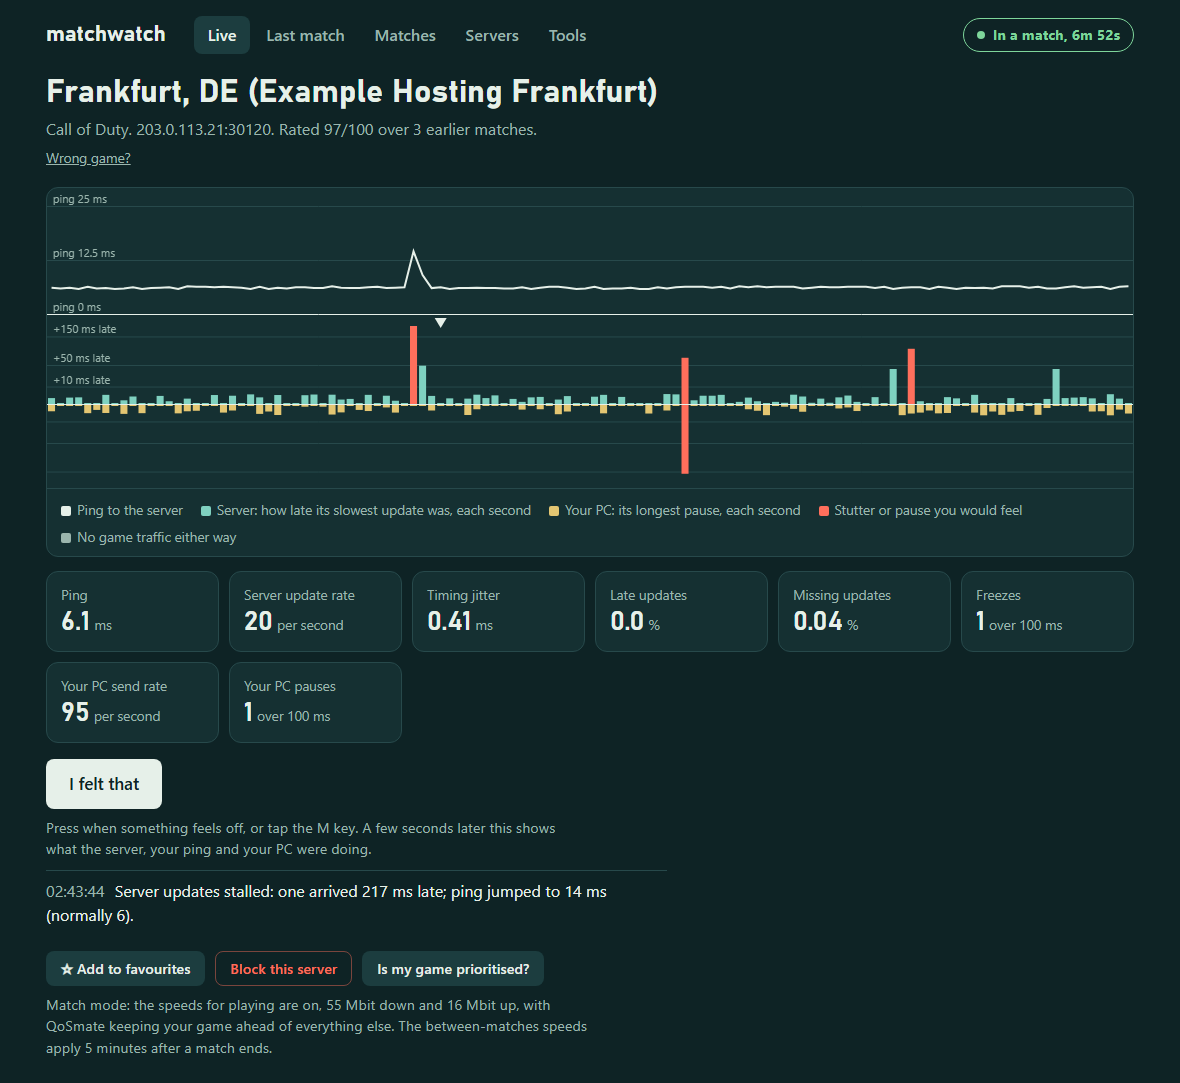 matchwatch
Live
Last match
Matches
Servers
Tools
In a match, 6m 52s
Frankfurt, DE (Example Hosting Frankfurt)
Call of Duty. 203.0.113.21:30120. Rated 97/100 over 3 earlier matches.
Wrong game?
ping 25 ms
ping 12.5 ms
ping 0 ms
+150 ms late
+50 ms late
+10 ms late
Ping to the server
Server: how late its slowest update was, each second
Your PC: its longest pause, each second
Stutter or pause you would feel
No game traffic either way
Ping
6.1 ms
Server update rate
20 per second
Timing jitter
0.41 ms
Late updates
0.0 %
Missing updates
0.04 %
Freezes
1 over 100 ms
Your PC send rate
95 per second
Your PC pauses
1 over 100 ms
I felt that
Press when something feels off, or tap the M key. A few seconds later this shows
what the server, your ping and your PC were doing.
02:43:44 Server updates stalled: one arrived 217 ms late; ping jumped to 14 ms
(normally 6).
☆ Add to favourites
Block this server
Is my game prioritised?
Match mode: the speeds for playing are on, 55 Mbit down and 16 Mbit up, with
QoSmate keeping your game ahead of everything else. The between-matches speeds
apply 5 minutes after a match ends.